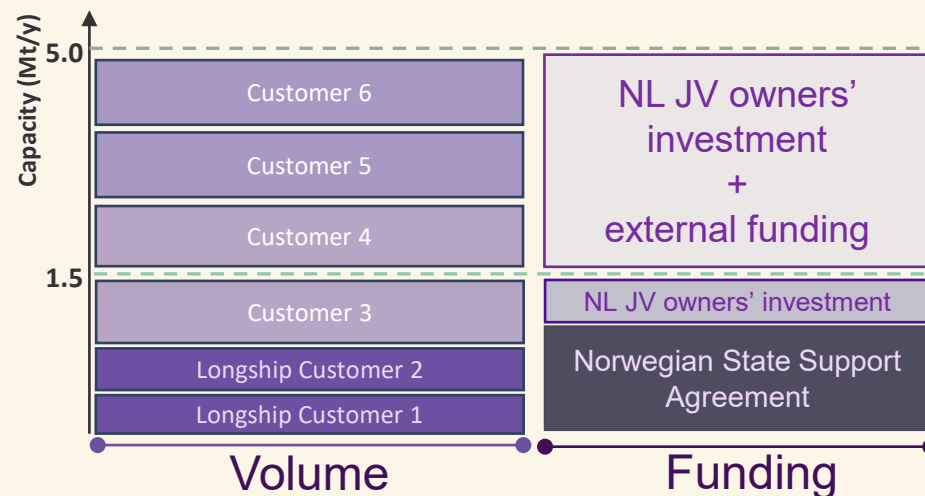 Capacity (Mt/y)
5.0
1.5
Customer 6
Customer 5
Customer 4
Customer 3
Longship Customer 2
Longship Customer 1
Volume
NL JV owners’
investment
+
external funding
NL JV owners’ investment
Norwegian State Support
Agreement
Funding